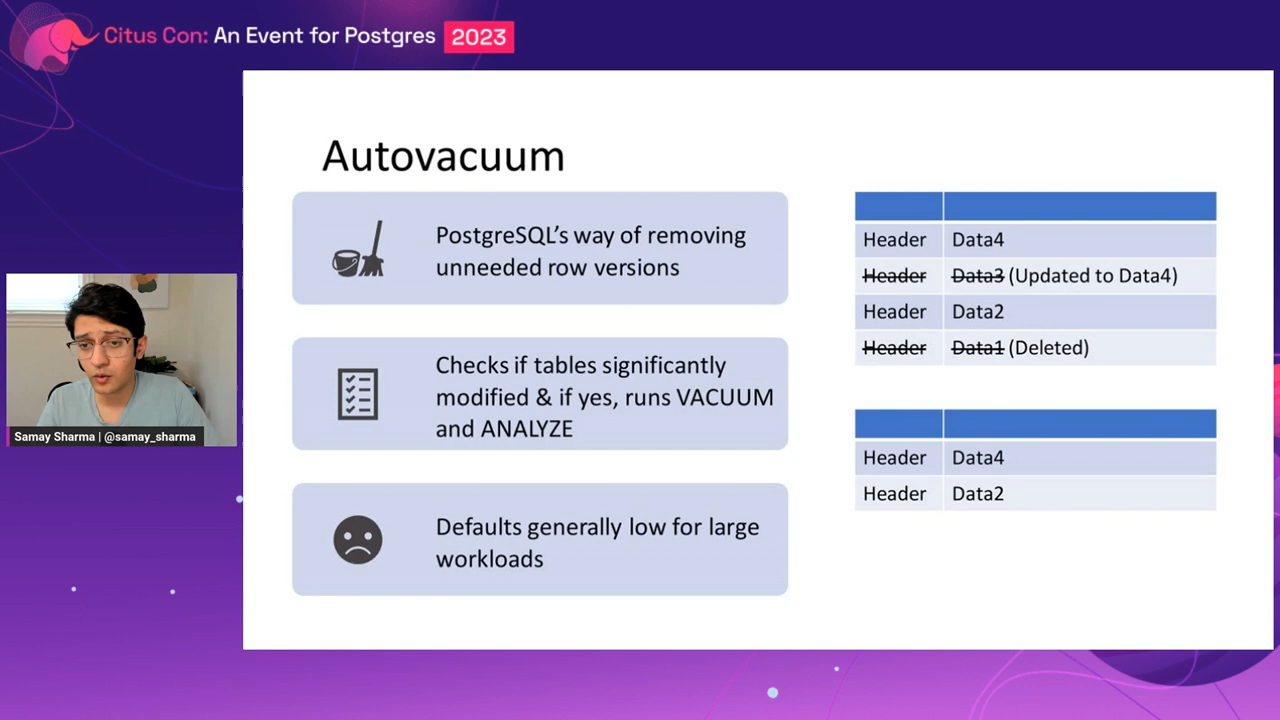 Citus Con: An Event for Postgres 2023
Autovacuum
PostgreSQL’s way of removing
unneeded row versions
Checks if tables significantly
modified & if yes, runs VACUUM
and ANALYZE
Defaults generally low for large
workloads
Header Data4
Header Data3 (Updated to Data4)
Header Data2
Header Data1 (Deleted)
Header Data4
Header Data2
Samay Sharma | @samay_sharma